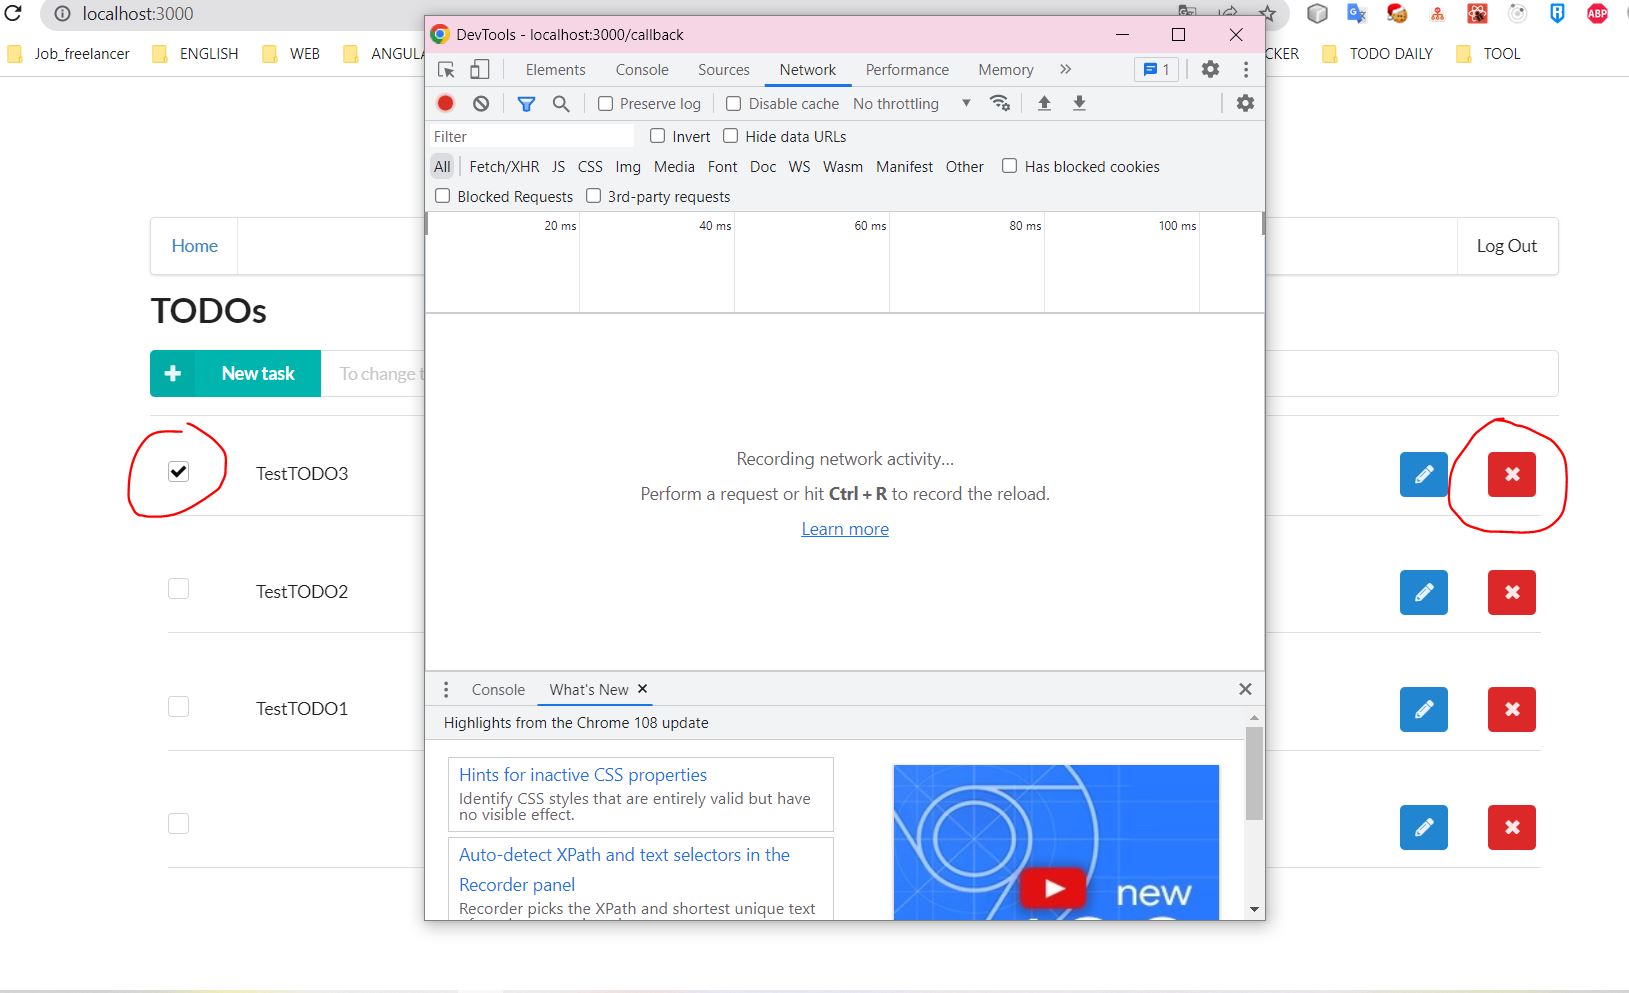 localhost:3000
DevTools - localhost:3000/callback
Job_freelancer ENGLISH WEB ANGUL CKER TODO DAILY TOOL
ABP
Elements Console Sources Network Performance Memory 1
Preserve log Disable cache No throttling
Filter Invert Hide data URLs
All Fetch/XHR JS CSS Img Media Font Doc WS Wasm Manifest Other Has blocked cookies
Blocked Requests 3rd-party requests
20 ms 40 ms 60 ms 80 ms 100 ms
Home Log Out
TODOs
New task To change t
Recording network activity...
Perform a request or hit Ctrl + R to record the reload.
Learn more
TestTODO3
TestTODO2
TestTODO1
Console What's New
Highlights from the Chrome 108 update
Hints for inactive CSS properties
Identify CSS styles that are entirely valid but have
no visible effect.
Auto-detect XPath and text selectors in the
Recorder panel
Recorder picks the XPath and shortest unique text
new